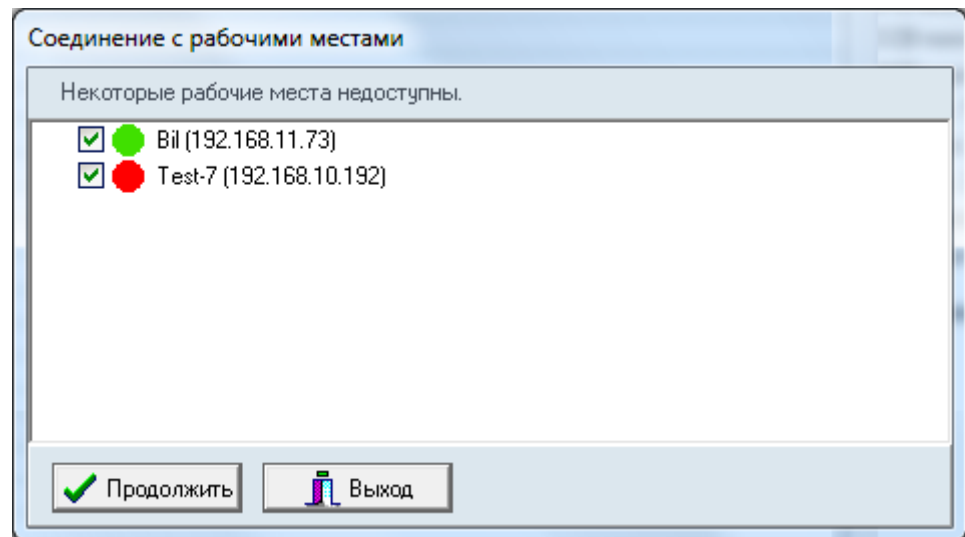 Соединение с рабочими местами
Некоторые рабочие места недоступны.
Bil (192.168.11.73)
Test-7 (192.168.10.192)
Продолжить
Выход